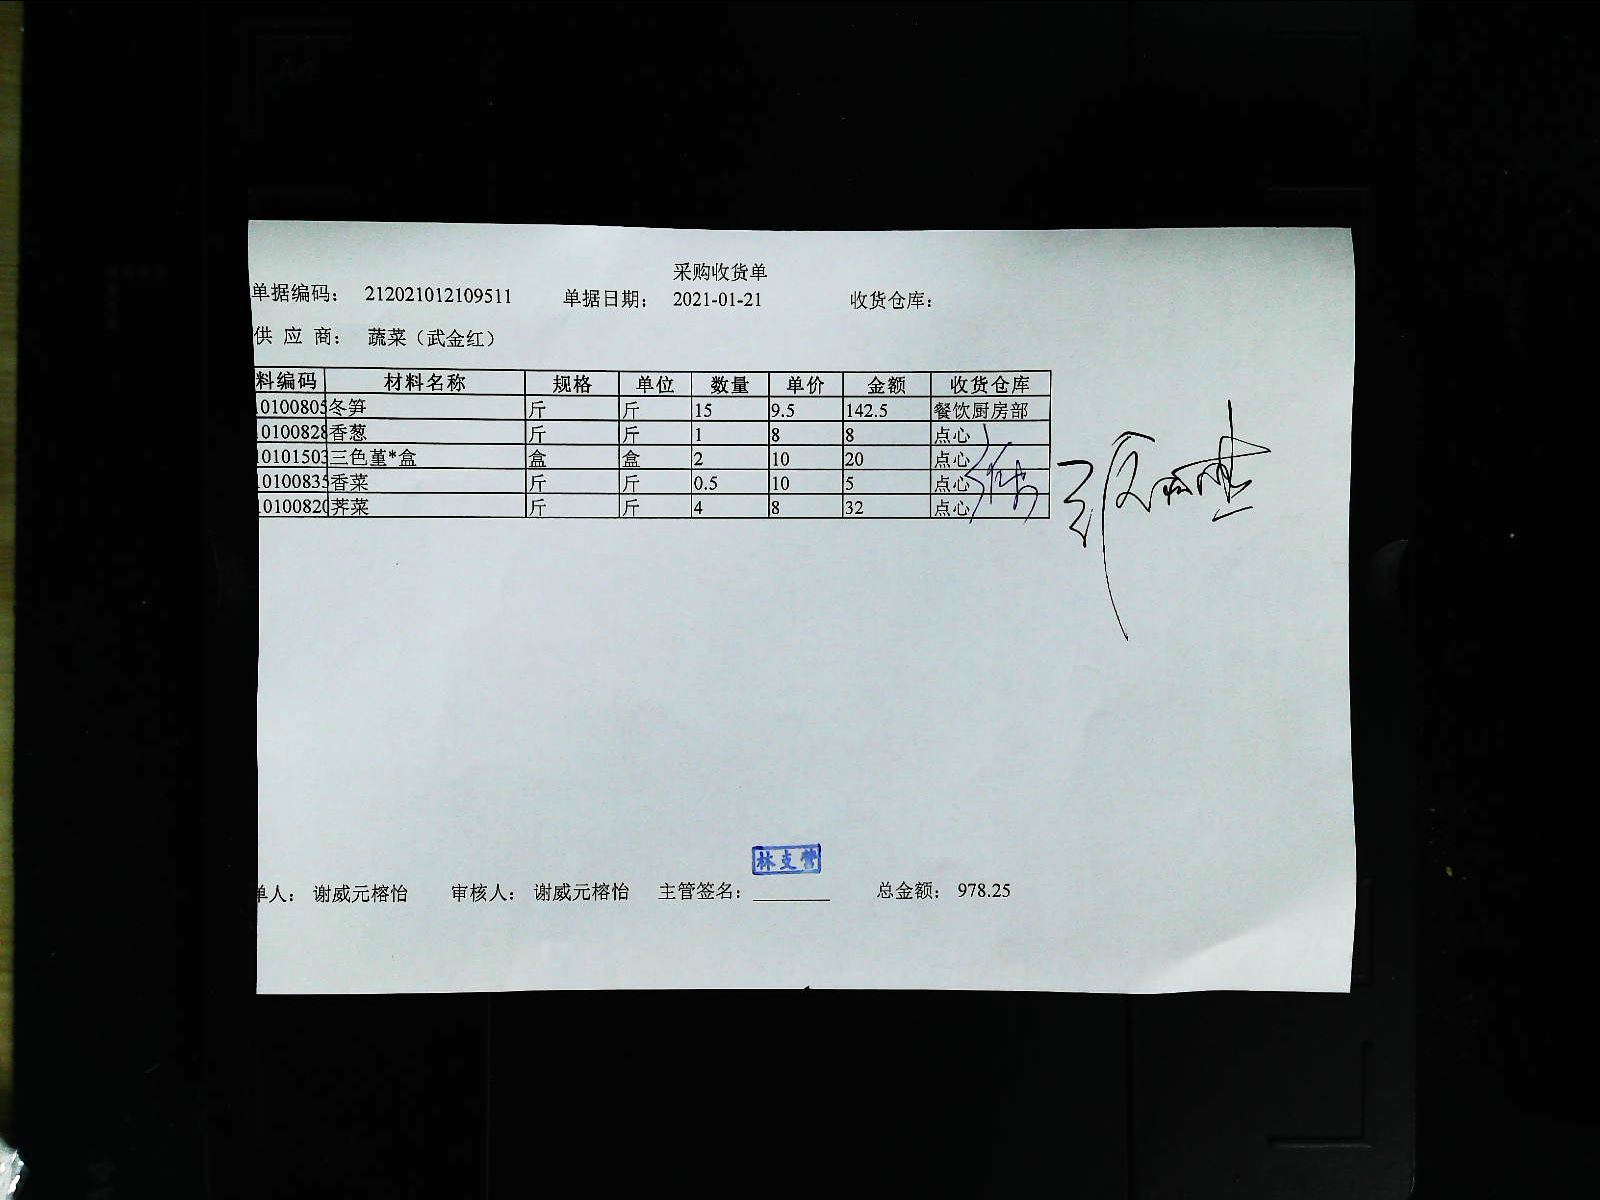 采购收货单
单据编码： 212021012109511 单据日期： 2021-01-21 收货仓库：
供 应 商： 蔬菜（武金红）
料编码 材料名称 规格 单位 数量 单价 金额 收货仓库
10100805 冬笋 斤 斤 15 9.5 142.5 餐饮厨房部
10100828 香葱 斤 斤 1 8 8 点心
10101503 三色堇*盒 盒 盒 2 10 20 点心
10100835 香菜 斤 斤 0.5 10 5 点心
10100820 荠菜 斤 斤 4 8 32 点心
林支管
单人： 谢威元榕怡 审核人： 谢威元榕怡 主管签名： 总金额： 978.25